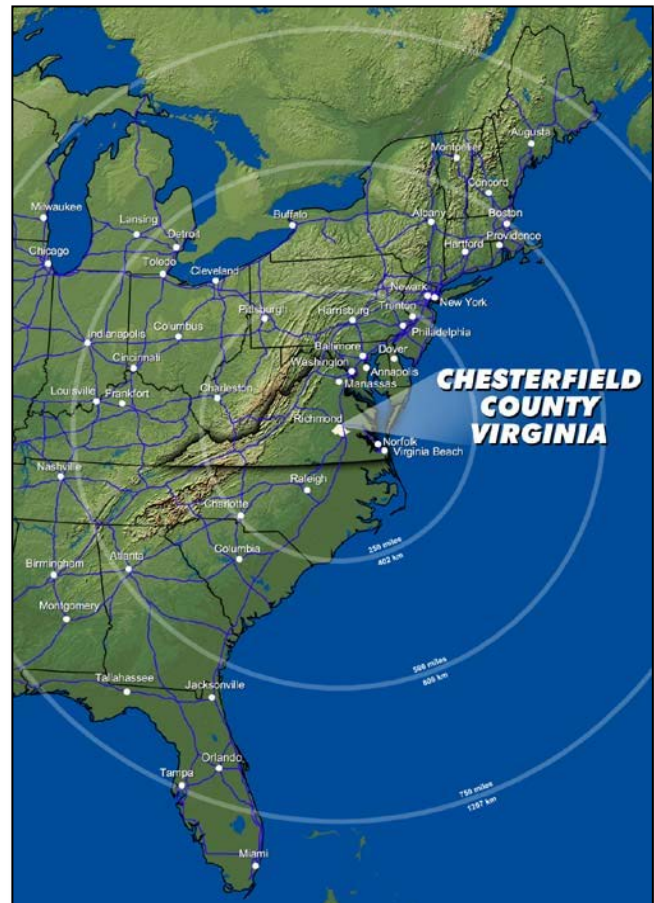 Augusta
Montpelier
Concord
Milwaukee
Lansing
Buffalo
Albany
Boston
Detroit
Providence
Chicago
Toledo
Hartford
Cleveland
Newark
New York
Pittsburgh
Harrisburg
Trenton
Indianapolis
Columbus
Philadelphia
Baltimore
Dover
Cincinnati
Washington
Annapolis
Manassas
CHESTERFIELD
COUNTY
VIRGINIA
Louisville
Frankfort
Charleston
Richmond
Norfolk
Virginia Beach
Nashville
Raleigh
Charlotte
Columbia
250 miles
402 km
Birmingham
Atlanta
Montgomery
500 miles
Tallahassee
Jacksonville
Orlando
Tampa
750 miles
1207 km
Miami